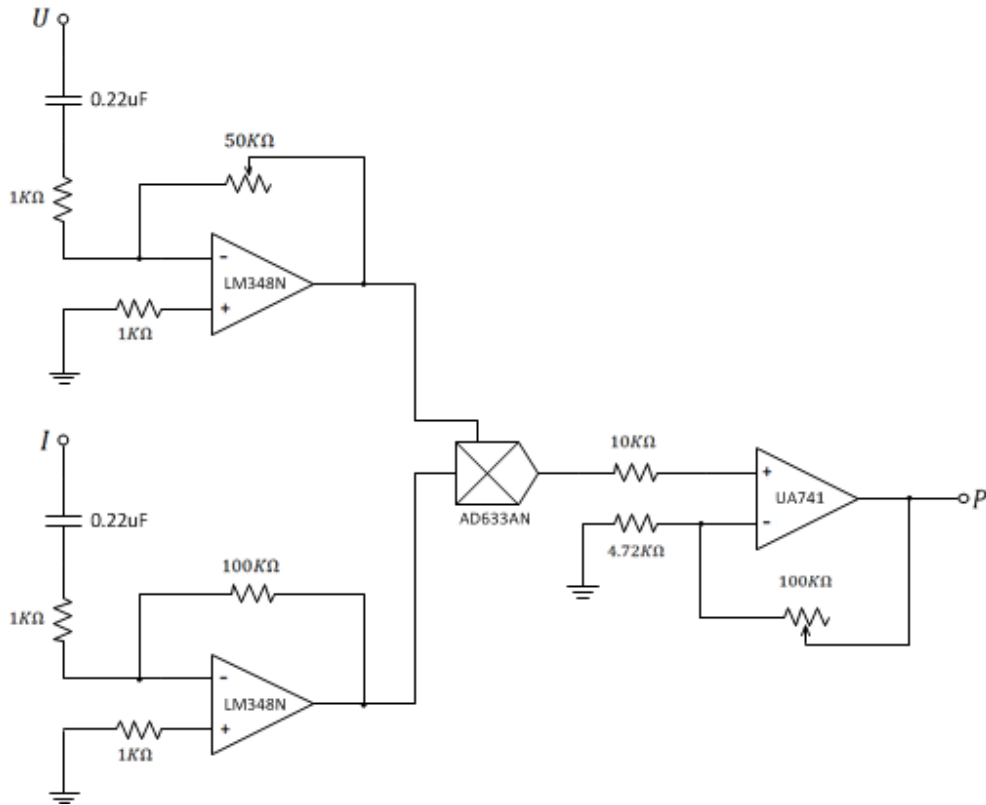 U
0.22uF
50KΩ
1KΩ
-
LM348N
+
1KΩ
I
0.22uF
100KΩ
1KΩ
-
LM348N
+
1KΩ
AD633AN
10KΩ
+
UA741
-
P
4.72KΩ
100KΩ